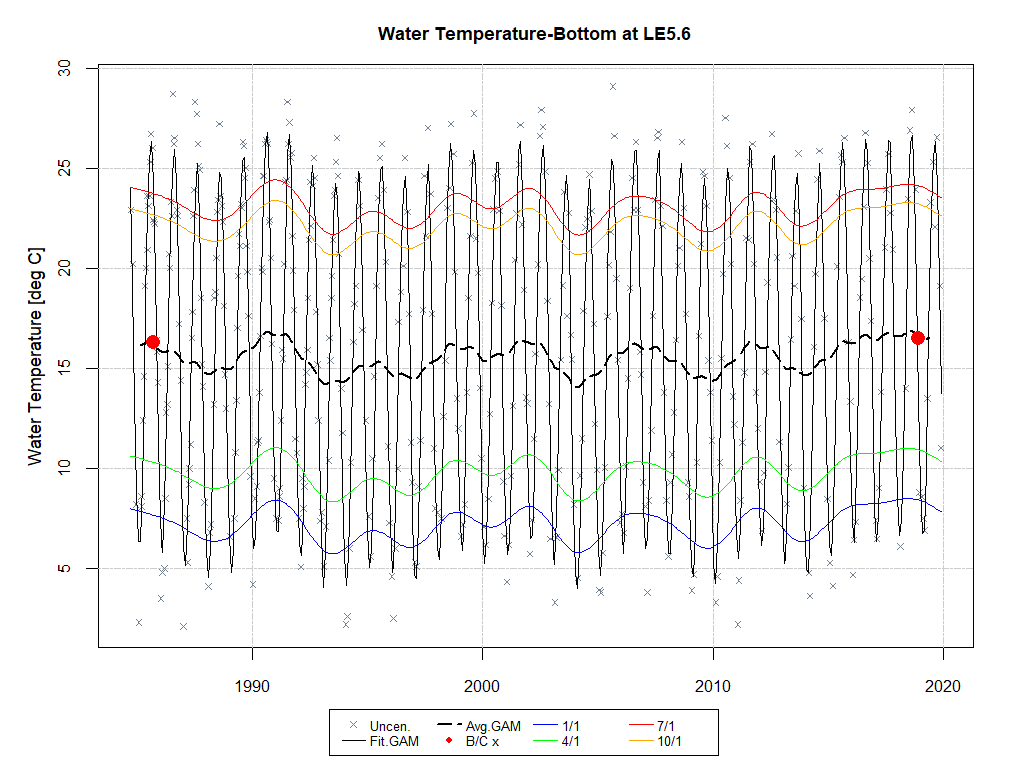 Water Temperature-Bottom at LE5.6
Water Temperature [deg C]
30
25
20
15
10
5
1990 2000 2010 2020
Uncen. Avg.GAM 1/1 7/1
Fit.GAM B/C x 4/1 10/1